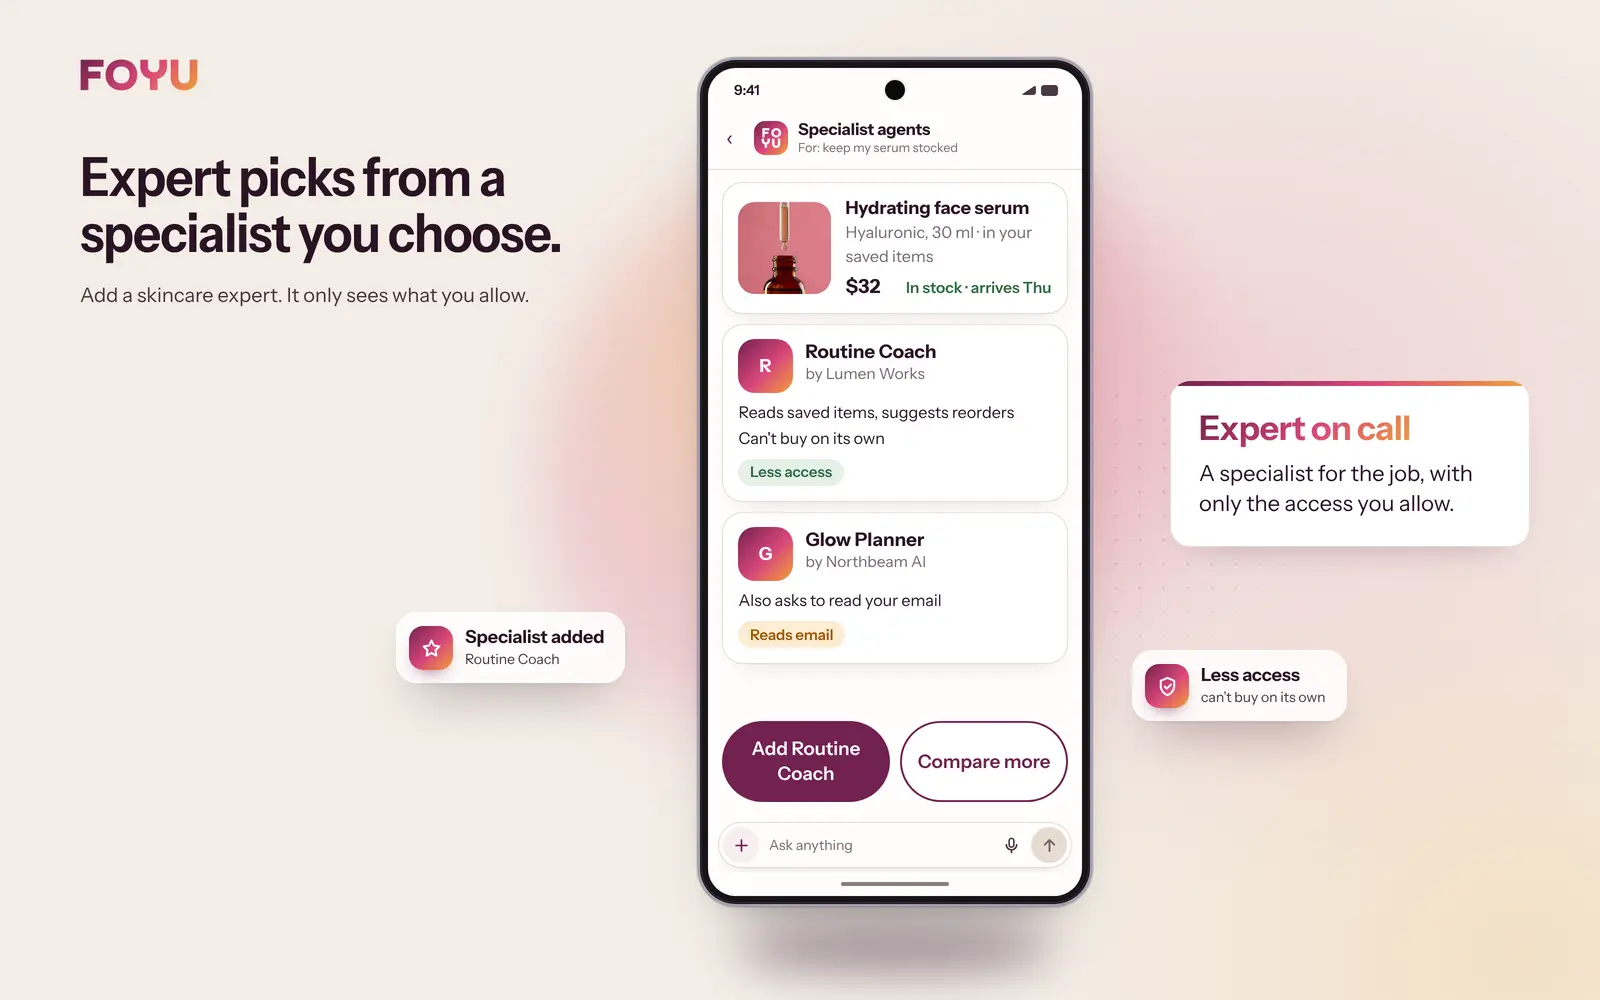 FOYU
Expert picks from a
specialist you choose.
Add a skincare expert. It only sees what you allow.
9:41
FO
YU
Specialist agents
For: keep my serum stocked
Hydrating face serum
Hyaluronic, 30 ml · in your
saved items
$32 In stock · arrives Thu
R
Routine Coach
by Lumen Works
Reads saved items, suggests reorders
Can't buy on its own
Less access
G
Glow Planner
by Northbeam AI
Also asks to read your email
Reads email
Add Routine
Coach
Compare more
Ask anything
Specialist added
Routine Coach
Expert on call
A specialist for the job, with
only the access you allow.
Less access
can't buy on its own